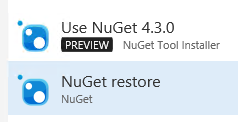 Use NuGet 4.3.0
PREVIEW NuGet Tool Installer
NuGet restore
NuGet